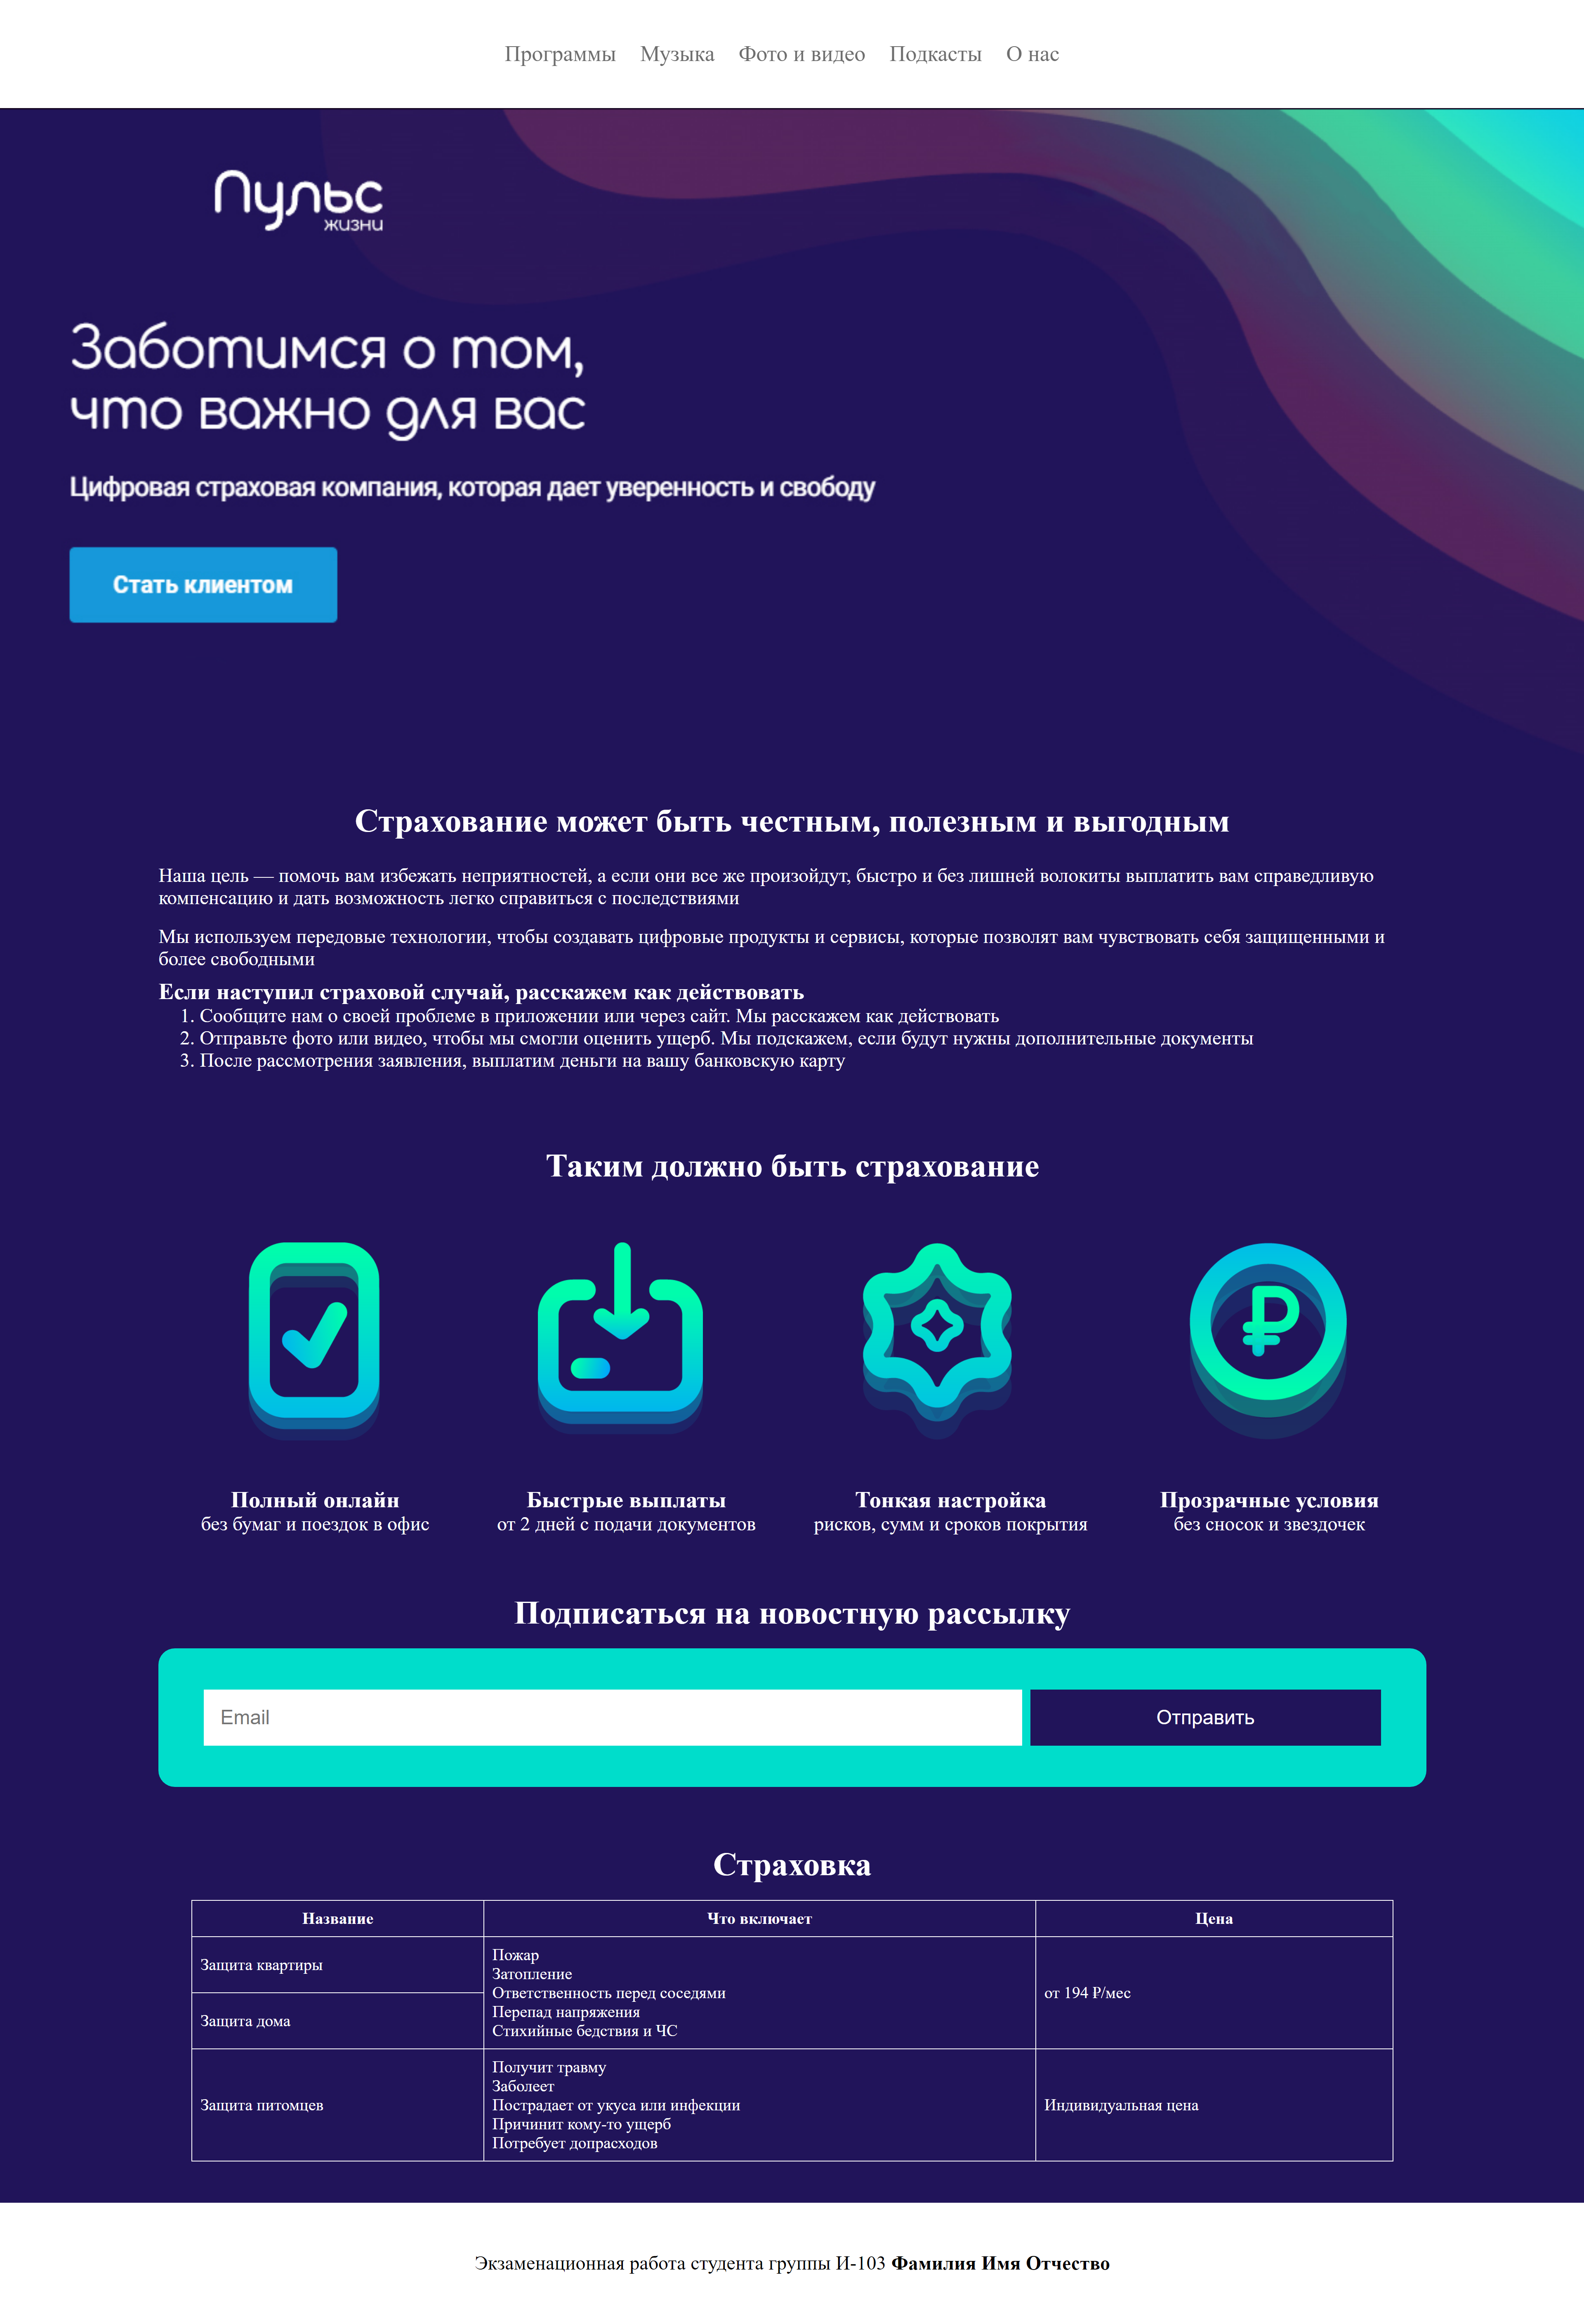 Программы Музыка Фото и видео Подкасты О нас
Пульс
жизни
Заботимся о том,
что важно для вас
Цифровая страховая компания, которая дает уверенность и свободу
Стать клиентом
Страхование может быть честным, полезным и выгодным
Наша цель — помочь вам избежать неприятностей, а если они все же произойдут, быстро и без лишней волокиты выплатить вам справедливую
компенсацию и дать возможность легко справиться с последствиями
Мы используем передовые технологии, чтобы создавать цифровые продукты и сервисы, которые позволят вам чувствовать себя защищенными и
более свободными
Если наступил страховой случай, расскажем как действовать
1. Сообщите нам о своей проблеме в приложении или через сайт. Мы расскажем как действовать
2. Отправьте фото или видео, чтобы мы смогли оценить ущерб. Мы подскажем, если будут нужны дополнительные документы
3. После рассмотрения заявления, выплатим деньги на вашу банковскую карту
Таким должно быть страхование
₽
Полный онлайн
без бумаг и поездок в офис
Быстрые выплаты
от 2 дней с подачи документов
Тонкая настройка
рисков, сумм и сроков покрытия
Прозрачные условия
без сносок и звездочек
Подписаться на новостную рассылку
Email
Отправить
Страховка
Название Что включает Цена
Защита квартиры
Защита дома
Пожар
Затопление
Ответственность перед соседями
Перепад напряжения
Стихийные бедствия и ЧС
от 194 ₽/мес
Защита питомцев
Получит травму
Заболеет
Пострадает от укуса или инфекции
Причинит кому-то ущерб
Потребует допрасходов
Индивидуальная цена
Экзаменационная работа студента группы И-103 Фамилия Имя Отчество